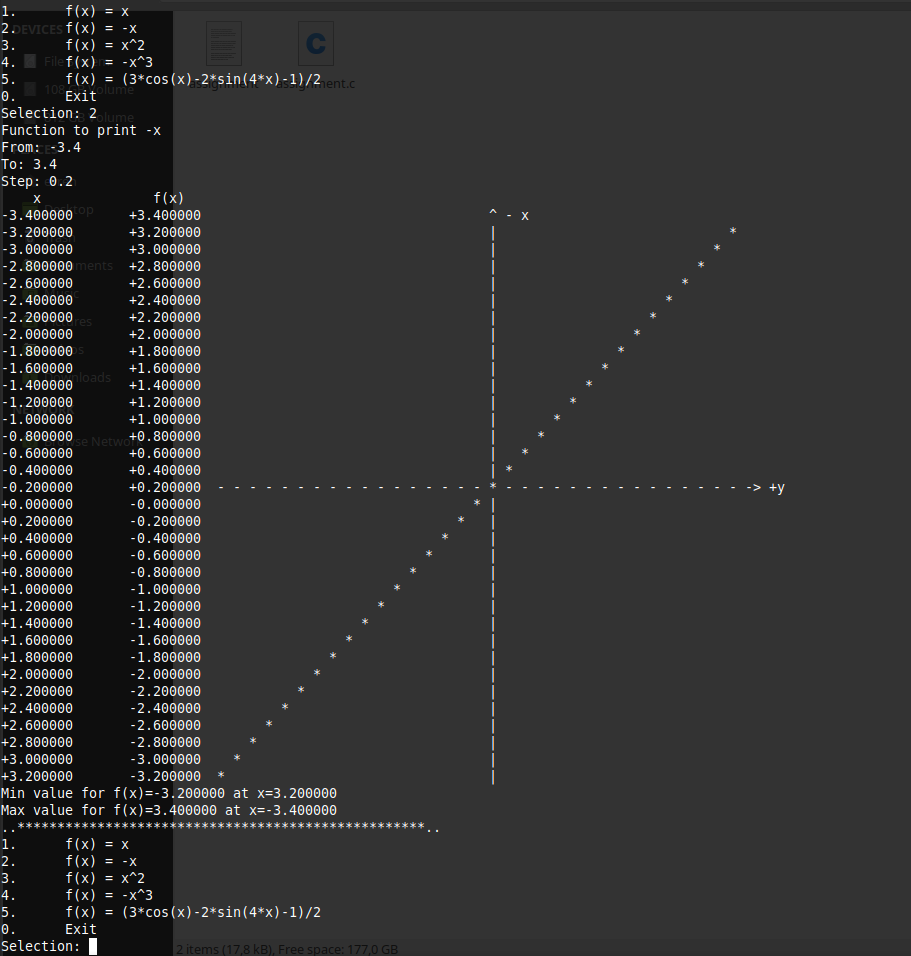 1.      f(x) = x
2.      f(x) = -x
3.      f(x) = x^2
4.      f(x) = -x^3
5.      f(x) = (3*cos(x)-2*sin(4*x)-1)/2
0.      Exit
Selection: 2
Function to print -x
From: -3.4
To: 3.4
Step: 0.2
x              f(x)
-3.400000       +3.400000 ^ - x
-3.200000       +3.200000 | *
-3.000000       +3.000000 | *
-2.800000       +2.800000 | *
-2.600000       +2.600000 | *
-2.400000       +2.400000 | *
-2.200000       +2.200000 | *
-2.000000       +2.000000 | *
-1.800000       +1.800000 | *
-1.600000       +1.600000 | *
-1.400000       +1.400000 | *
-1.200000       +1.200000 | *
-1.000000       +1.000000 | *
-0.800000       +0.800000 | *
-0.600000       +0.600000 | *
-0.400000       +0.400000 | *
-0.200000       +0.200000 - - - - - - - - - - - - - - - - - * - - - - - - - - - - - - - - - -> +y
+0.000000       -0.000000 * |
+0.200000       -0.200000 * |
+0.400000       -0.400000 * |
+0.600000       -0.600000 * |
+0.800000       -0.800000 * |
+1.000000       -1.000000 * |
+1.200000       -1.200000 * |
+1.400000       -1.400000 * |
+1.600000       -1.600000 * |
+1.800000       -1.800000 * |
+2.000000       -2.000000 * |
+2.200000       -2.200000 * |
+2.400000       -2.400000 * |
+2.600000       -2.600000 * |
+2.800000       -2.800000 * |
+3.000000       -3.000000 * |
+3.200000       -3.200000 * |
Min value for f(x)=-3.200000 at x=3.200000
Max value for f(x)=3.400000 at x=-3.400000
..***************************************************..
1.      f(x) = x
2.      f(x) = -x
3.      f(x) = x^2
4.      f(x) = -x^3
5.      f(x) = (3*cos(x)-2*sin(4*x)-1)/2
0.      Exit
Selection:
DEVICES
Volume
Volume
Desktop
Pictures
Downloads
NETWORK
Browse Network
assignment
assignment.c
2 items (17,8 kB), Free space: 177,0 GB